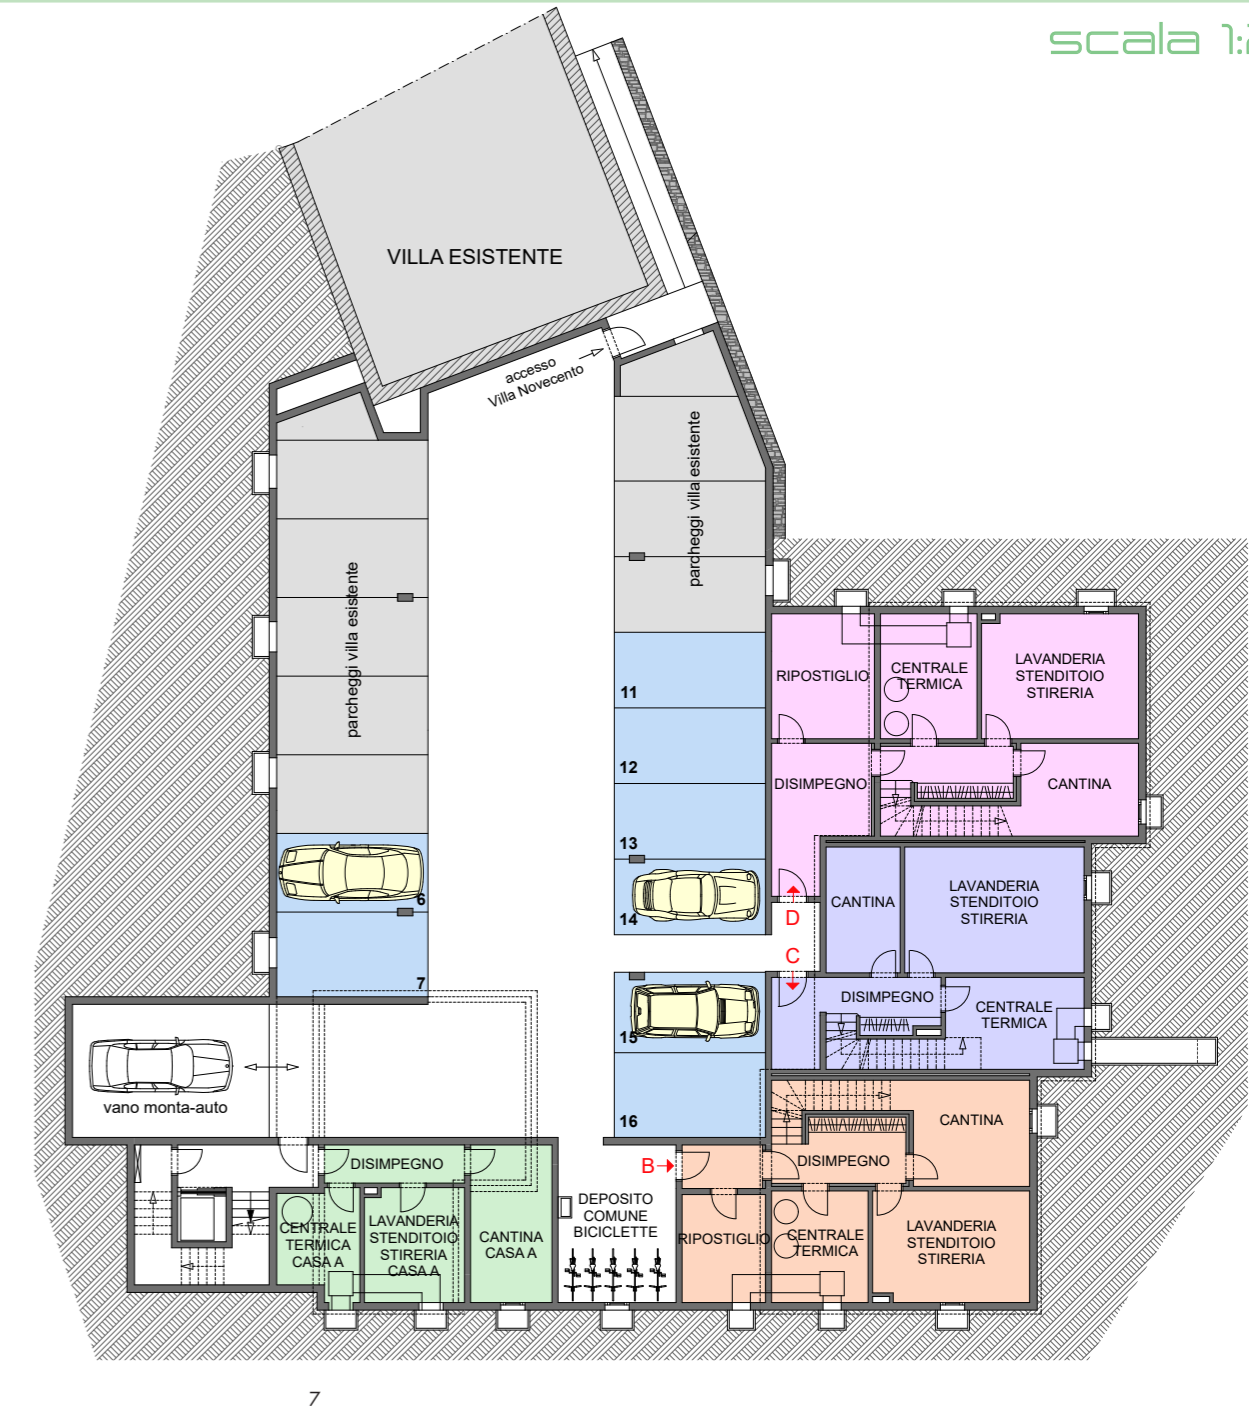 scala 1:2
VILLA ESISTENTE
accesso
Villa Novecento
parcheggi villa esistente
parcheggi villa esistente
11
12
13
14
15
16
6
7
RIPOSTIGLIO
CENTRALE
TERMICA
LAVANDERIA
STENDITOIO
STIRERIA
DISIMPEGNO
CANTINA
D
C
CANTINA
LAVANDERIA
STENDITOIO
STIRERIA
DISIMPEGNO
CENTRALE
TERMICA
vano monta-auto
CANTINA
B
DISIMPEGNO
RIPOSTIGLIO
CENTRALE
TERMICA
LAVANDERIA
STENDITOIO
STIRERIA
DISIMPEGNO
CENTRALE
TERMICA
CASA A
LAVANDERIA
STENDITOIO
STIRERIA
CASA A
CANTINA
CASA A
DEPOSITO
COMUNE
BICICLETTE
7